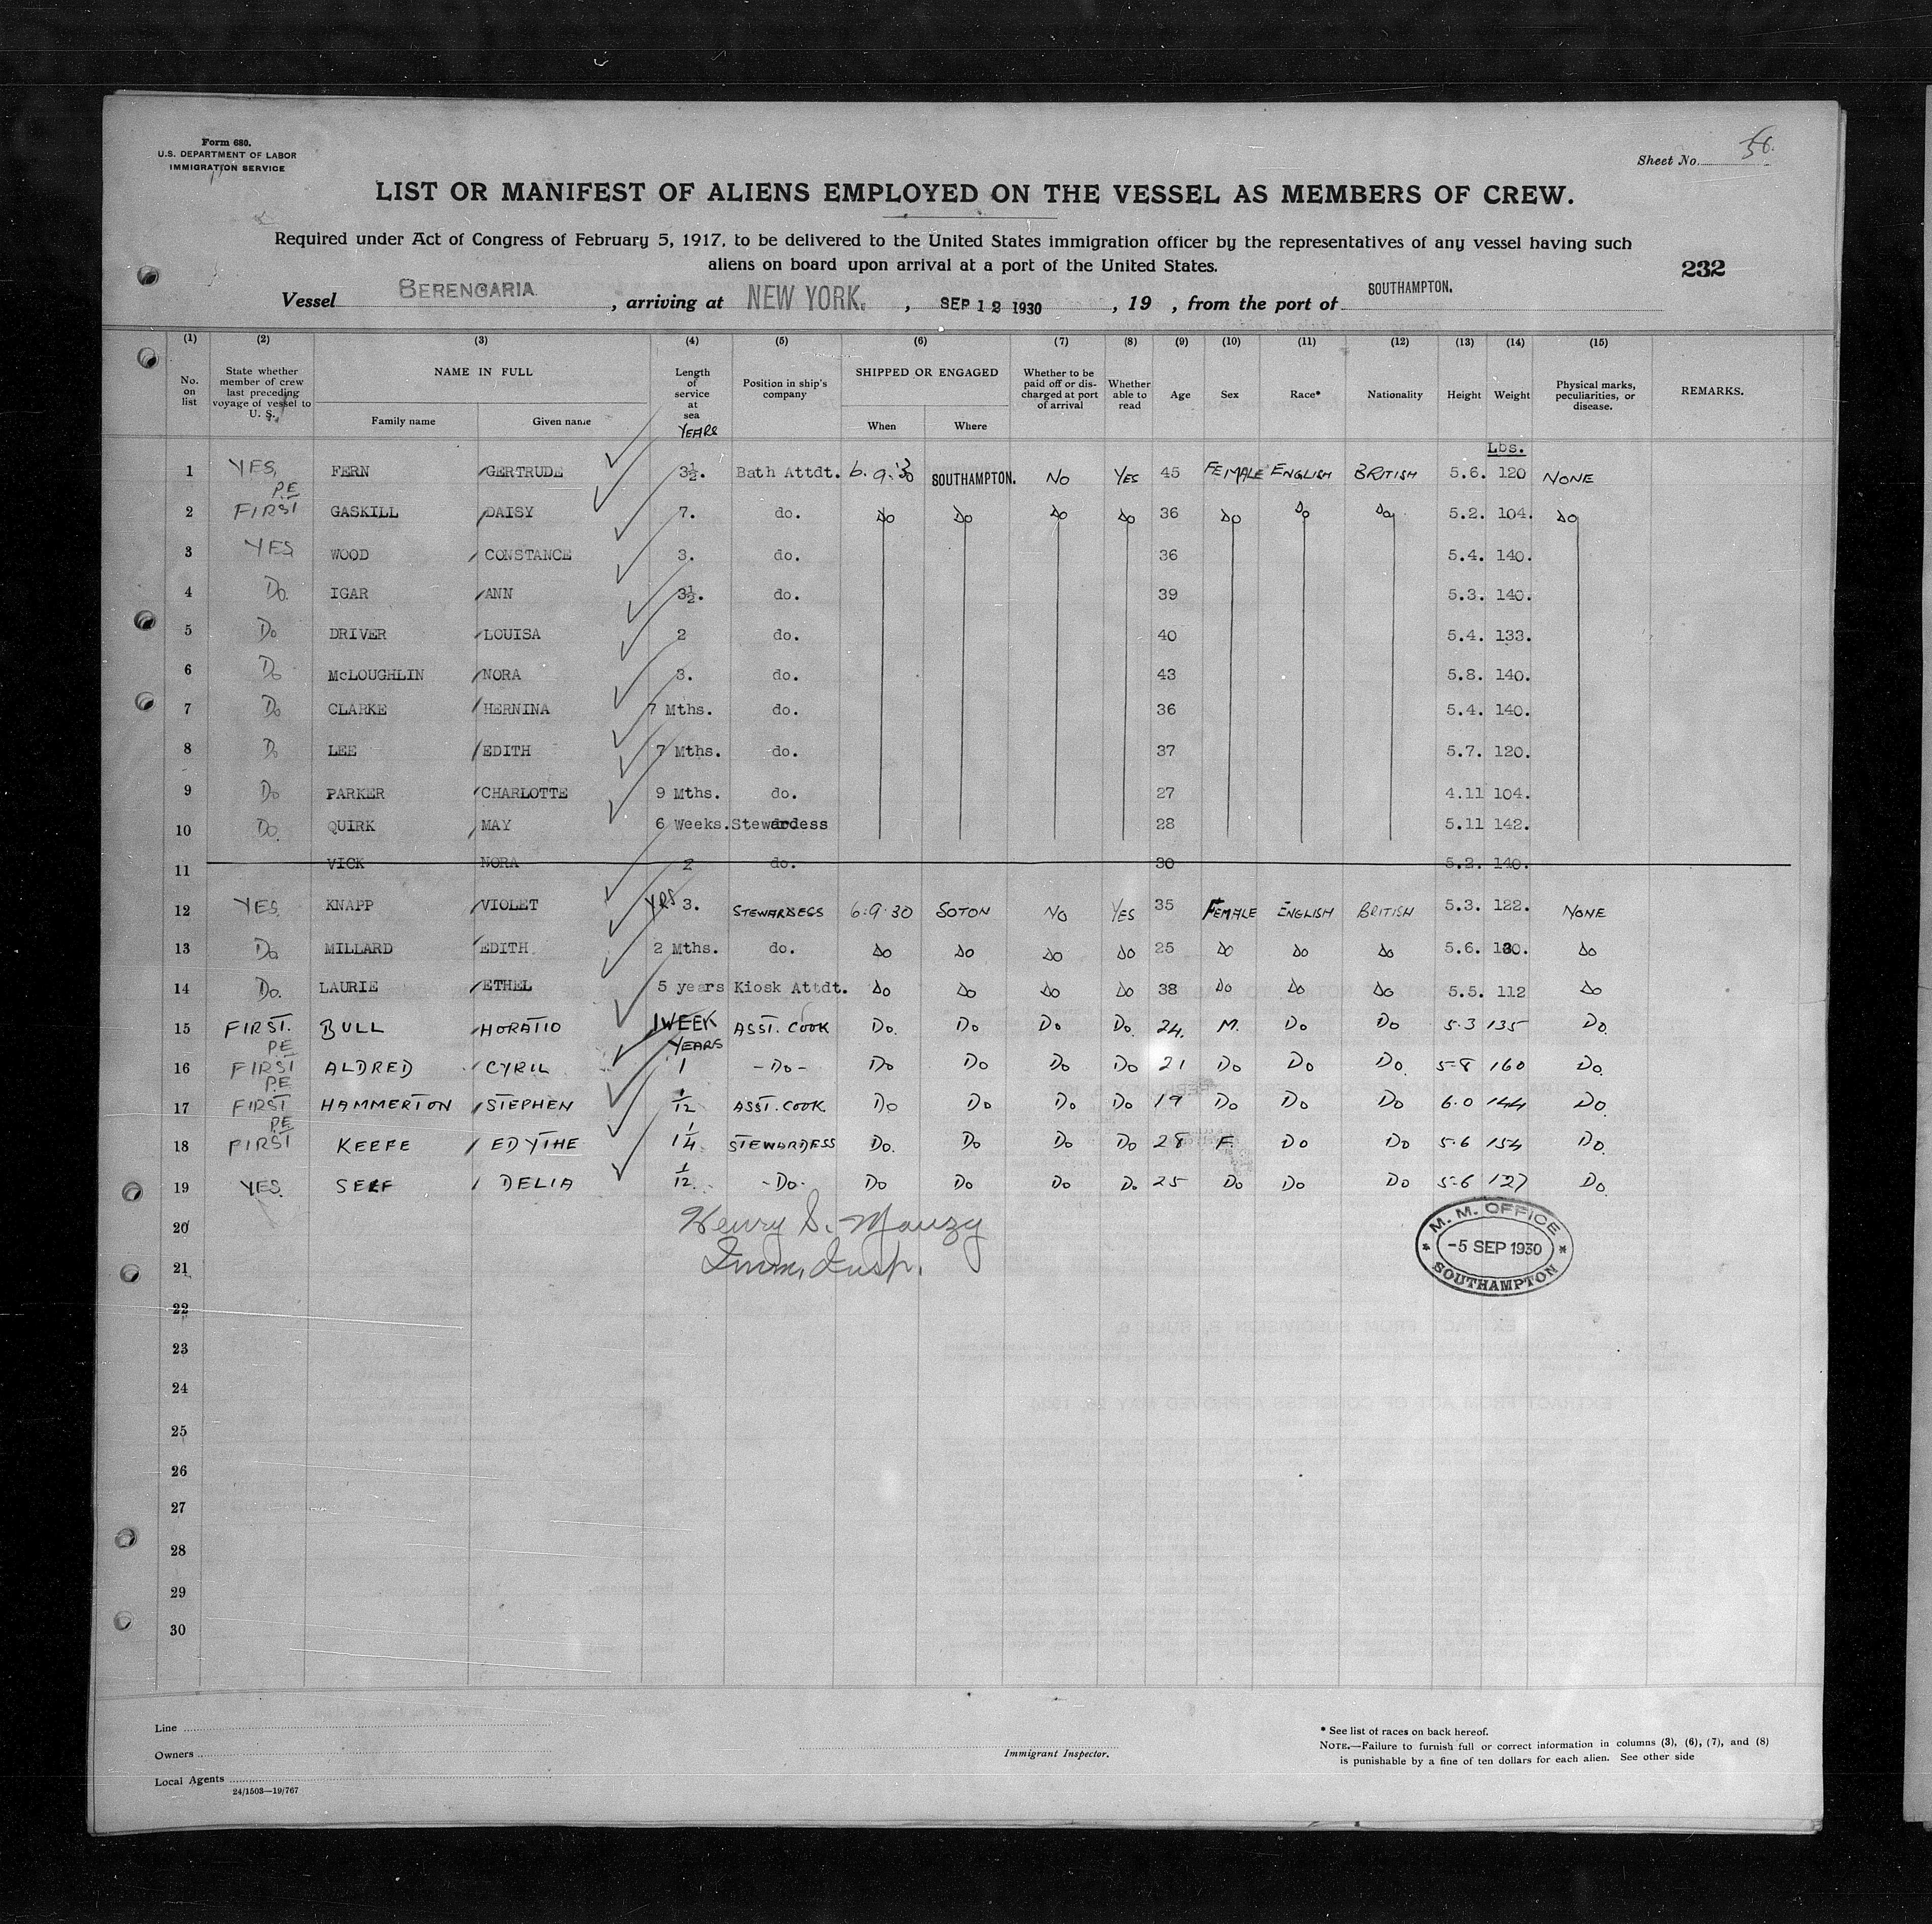 Form 680.
U.S. DEPARTMENT OF LABOR
IMMIGRATION SERVICE
Sheet No.
LIST OR MANIFEST OF ALIENS EMPLOYED ON THE VESSEL AS MEMBERS OF CREW.
Required under Act of Congress of February 5, 1917, to be delivered to the United States immigration officer by the representatives of any vessel having such
aliens on board upon arrival at a port of the United States.
232
Vessel BERENGARIA, arriving at NEW YORK. , SEP 12 1930 , 19 , from the port of SOUTHAMPTON.
(1) (2) (3) (4) (5) (6) (7) (8) (9) (10) (11) (12) (13) (14) (15)
No. on list State whether member of crew last preceding voyage of vessel to U. S. NAME IN FULL Family name Given name Length of service at sea YEARS Position in ship's company SHIPPED OR ENGAGED When Where Whether to be paid off or discharged at port of arrival Whether able to read Age Sex Race* Nationality Height Weight Physical marks, peculiarities, or disease. REMARKS.
Lbs.
1 YES FERN GERTRUDE 3½. Bath Attdt. 6.9.30 SOUTHAMPTON. NO YES 45 FEMALE ENGLISH BRITISH 5.6. 120 NONE
P.E
2 FIRST GASKILL DAISY 7. do. Do Do Do Do 36 Do Do Do 5.2. 104. Do
3 YES WOOD CONSTANCE 3. do. 36 5.4. 140.
4 Do. IGAR ANN 3½. do. 39 5.3. 140.
5 Do DRIVER LOUISA 2 do. 40 5.4. 133.
6 Do McLOUGHLIN NORA 3. do. 43 5.8. 140.
7 Do CLARKE HERNINA 7 Mths. do. 36 5.4. 140.
8 Do LEE EDITH 7 Mths. do. 37 5.7. 120.
9 Do PARKER CHARLOTTE 9 Mths. do. 27 4.11 104.
10 Do. QUIRK MAY 6 Weeks. Stewardess 28 5.11 142.
11 VICK NORA 2 do. 30 5.2. 140.
12 YES KNAPP VIOLET YRS 3. STEWARDESS 6.9.30 SOTON NO YES 35 FEMALE ENGLISH BRITISH 5.3. 122. NONE
13 Do MILLARD EDITH 2 Mths. do. Do Do Do Do 25 Do Do Do 5.6. 130. Do
14 Do. LAURIE ETHEL 5 years Kiosk Attdt. Do Do Do Do 38 Do Do Do 5.5. 112 Do
15 FIRST. BULL HORATIO 1 WEEK ASST. COOK Do. Do Do Do. 24. M. Do Do 5.3 135 Do.
P.E YEARS
16 FIRST ALDRED CYRIL 1 -Do- Do Do Do Do 21 Do Do Do. 5-8 160 Do.
P.E
17 FIRST HAMMERTON STEPHEN 1/12 ASST. COOK Do Do Do Do 19 Do Do Do 6.0 144 Do.
P.E
18 FIRST KEEFE EDYTHE 1 1/4 STEWARDESS Do. Do Do Do 28 F. Do Do 5.6 154 Do.
19 YES. SELF DELIA 1/12. -Do- Do Do Do Do. 25 Do Do Do 5-6 127 Do.
20 Henry S. Mauzy
21 Imm. Insp.
M. M. OFFICE
-5 SEP 1930
SOUTHAMPTON
22
23
24
25
26
27
28
29
30
Line
Owners
Local Agents
24/1503—19/767
Immigrant Inspector.
* See list of races on back hereof.
NOTE.—Failure to furnish full or correct information in columns (3), (6), (7), and (8)
is punishable by a fine of ten dollars for each alien. See other side